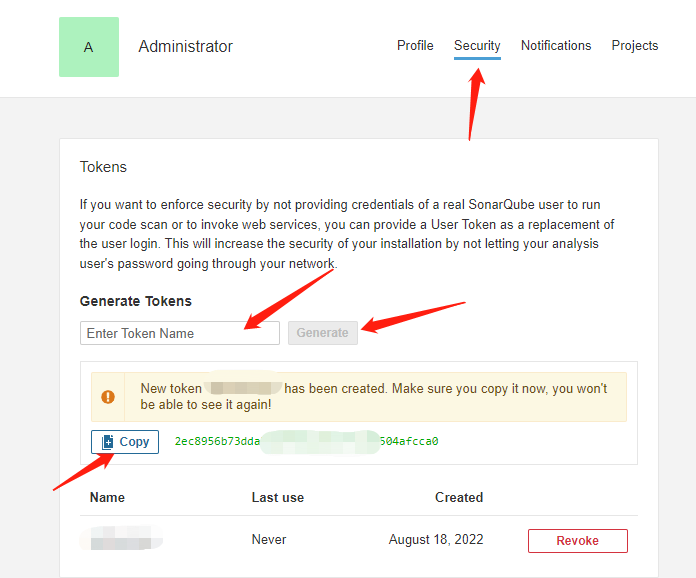 A
Administrator
Profile Security Notifications Projects
Tokens
If you want to enforce security by not providing credentials of a real SonarQube user to run
your code scan or to invoke web services, you can provide a User Token as a replacement of
the user login. This will increase the security of your installation by not letting your analysis
user's password going through your network.
Generate Tokens
Enter Token Name Generate
New token has been created. Make sure you copy it now, you won't
be able to see it again!
Copy 2ec8956b73dda 504afcca0
Name Last use Created
Never August 18, 2022 Revoke